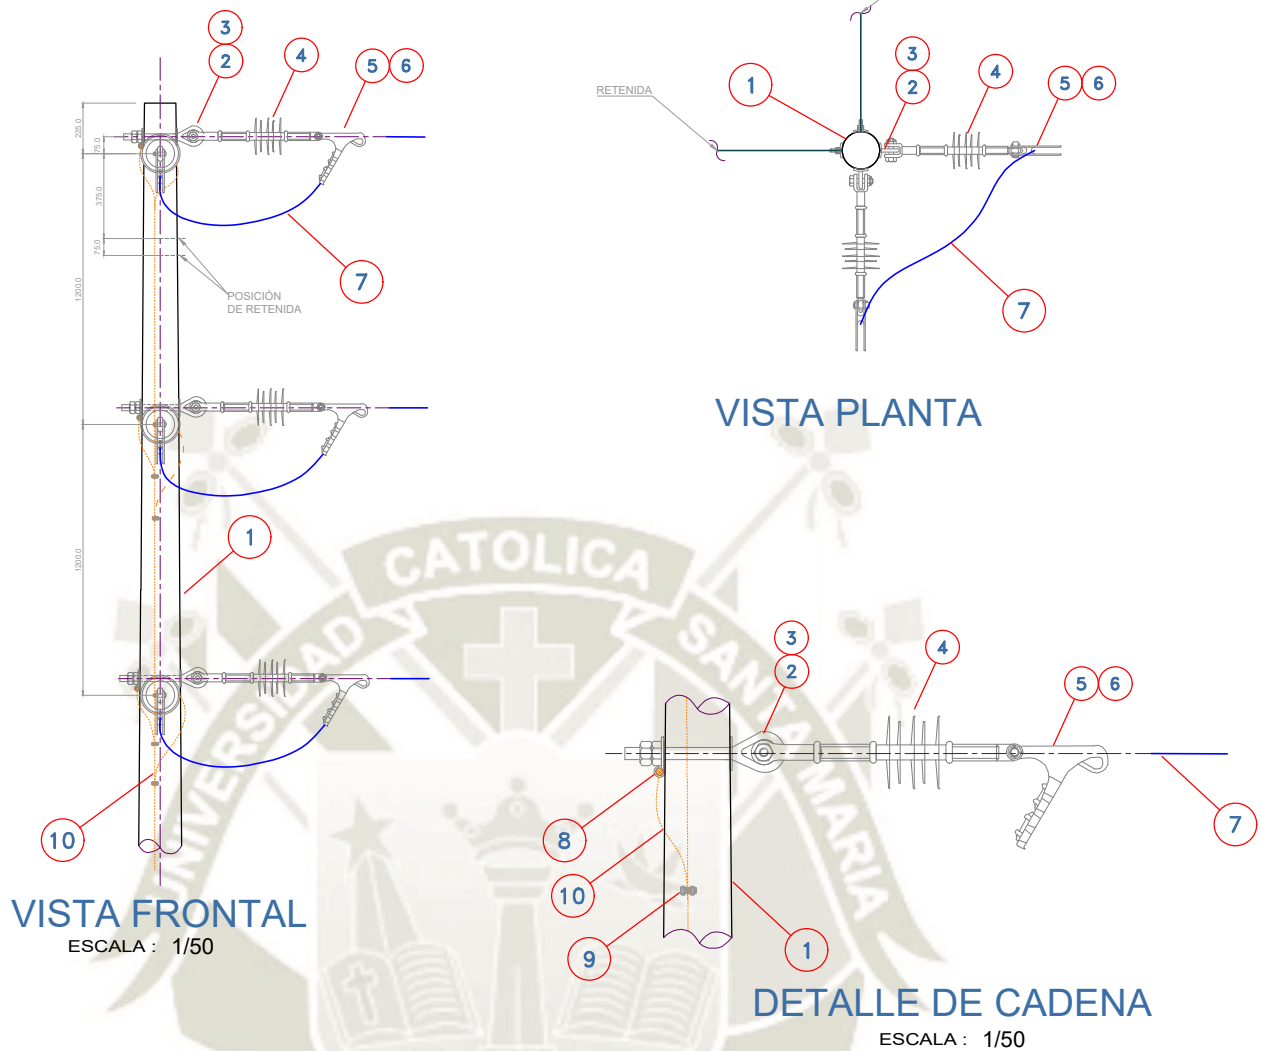 3
2
4
5 6
225.0
75.0
375.0
75.0
1200.0
1200.0
7
POSICIÓN
DE RETENIDA
1
10
VISTA FRONTAL
ESCALA : 1/50
RETENIDA
1
3
2
4
5 6
7
VISTA PLANTA
3
2
4
5 6
7
8
10
9
1
DETALLE DE CADENA
ESCALA : 1/50
UNIVERSIDAD
CATOLICA
SANTA MARIA